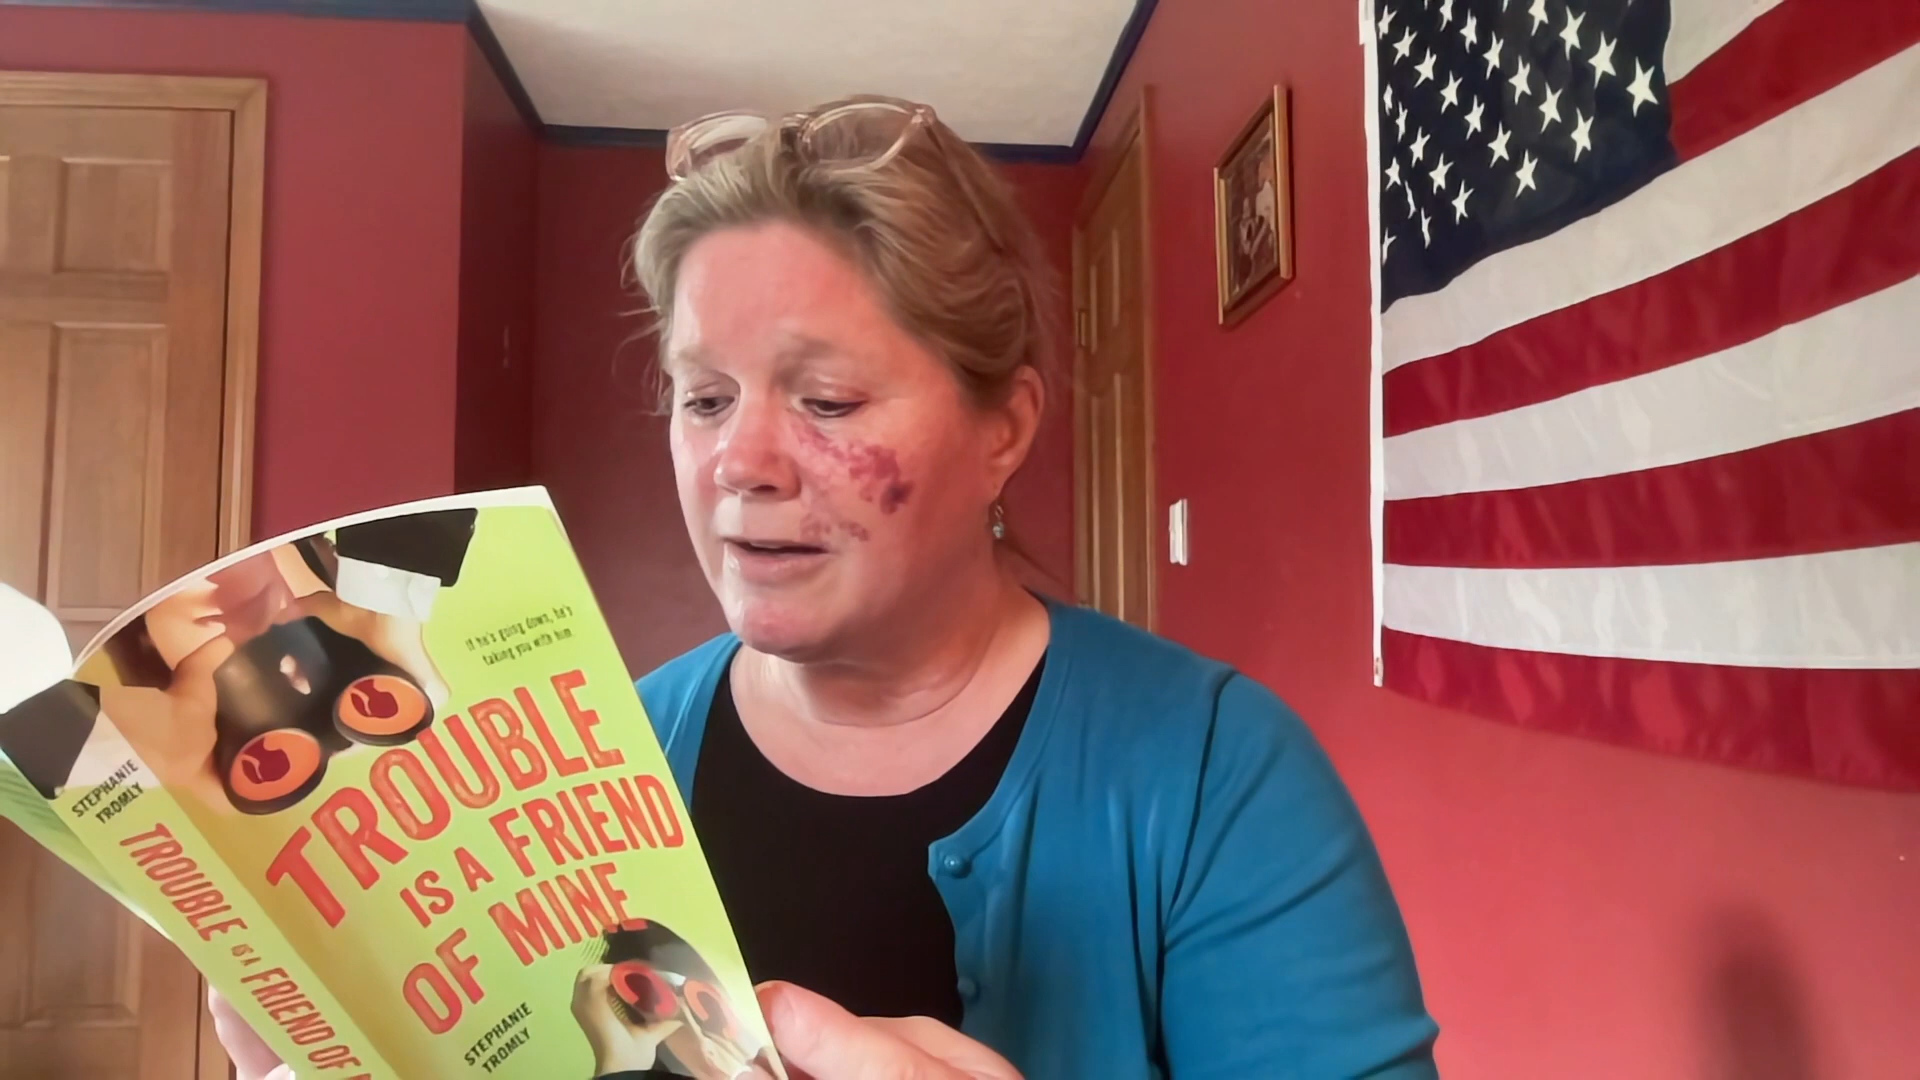 If he's going down, he's
taking you with him.
TROUBLE
IS A FRIEND
OF MINE
STEPHANIE
TROMLY
STEPHANIE
TROMLY
TROUBLE IS A FRIEND OF